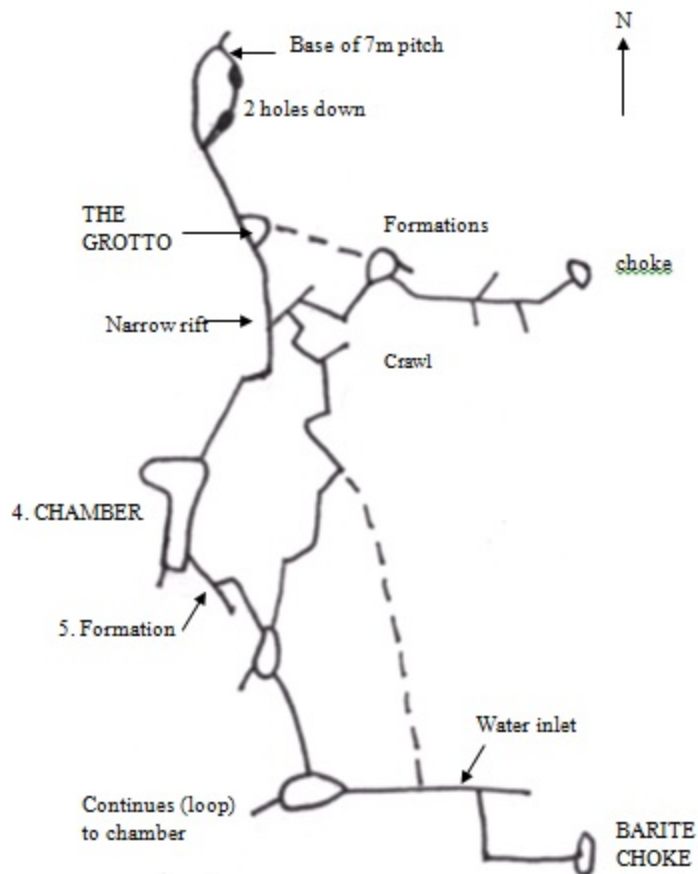 N
Base of 7m pitch
2 holes down
THE
GROTTO
Formations
choke
Narrow rift
Crawl
4. CHAMBER
5. Formation
Water inlet
Continues (loop)
to chamber
BARITE
CHOKE